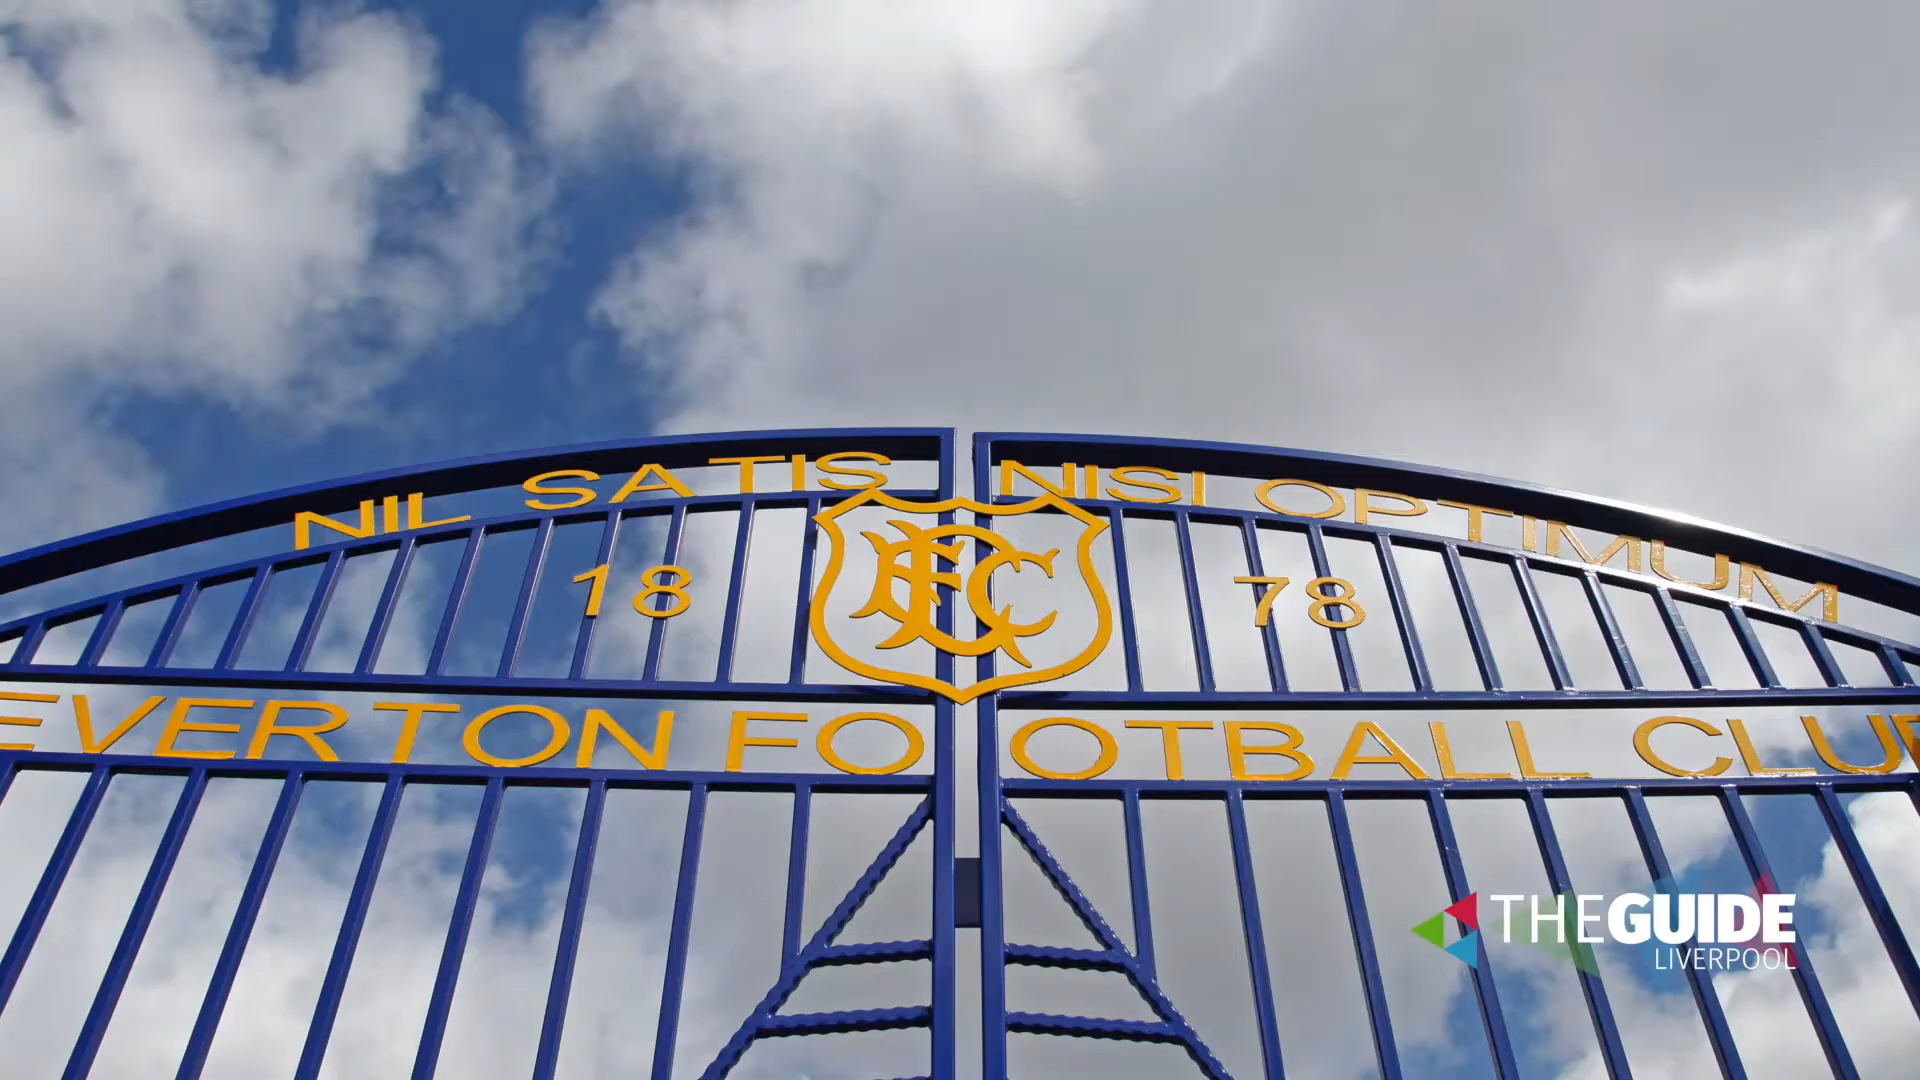 NIL SATIS NISI OPTIMUM
18 EFC 78
EVERTON FOOTBALL CLUB
THEGUIDE
LIVERPOOL